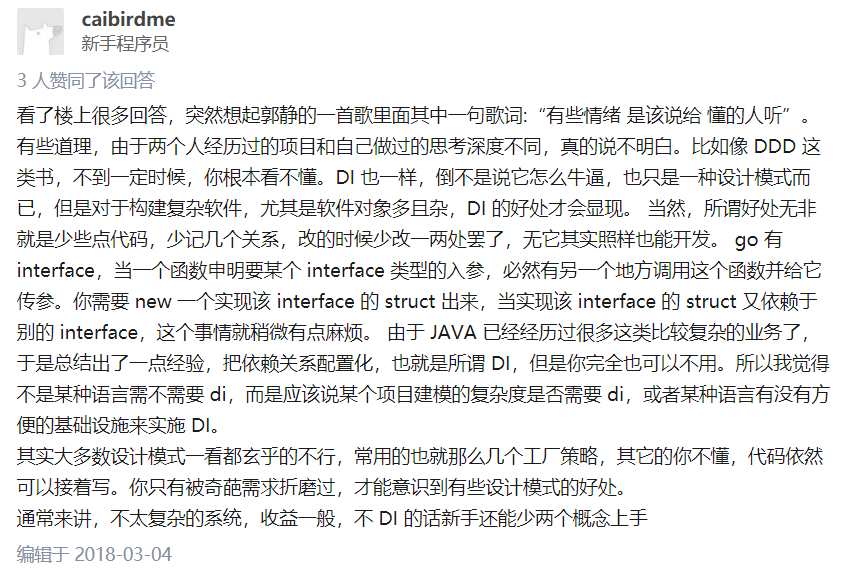 caibirdme
新手程序员
3 人赞同了该回答
看了楼上很多回答，突然想起郭静的一首歌里面其中一句歌词:“有些情绪 是该说给 懂的人听”。
有些道理，由于两个人经历过的项目和自己做过的思考深度不同，真的说不明白。比如像 DDD 这
类书，不到一定时候，你根本看不懂。DI 也一样，倒不是说它怎么牛逼，也只是一种设计模式而
已，但是对于构建复杂软件，尤其是软件对象多且杂，DI 的好处才会显现。 当然，所谓好处无非
就是少些点代码，少记几个关系，改的时候少改一两处罢了，无它其实照样也能开发。 go 有
interface，当一个函数申明要某个 interface 类型的入参，必然有另一个地方调用这个函数并给它
传参。你需要 new 一个实现该 interface 的 struct 出来，当实现该 interface 的 struct 又依赖于
别的 interface，这个事情就稍微有点麻烦。 由于 JAVA 已经经历过很多这类比较复杂的业务了，
于是总结出了一点经验，把依赖关系配置化，也就是所谓 DI，但是你完全也可以不用。所以我觉得
不是某种语言需不需要 di，而是应该说某个项目建模的复杂度是否需要 di，或者某种语言有没有方
便的基础设施来实施 DI。
其实大多数设计模式一看都玄乎的不行，常用的也就那么几个工厂策略，其它的你不懂，代码依然
可以接着写。你只有被奇葩需求折磨过，才能意识到有些设计模式的好处。
通常来讲，不太复杂的系统，收益一般，不 DI 的话新手还能少两个概念上手
编辑于 2018-03-04